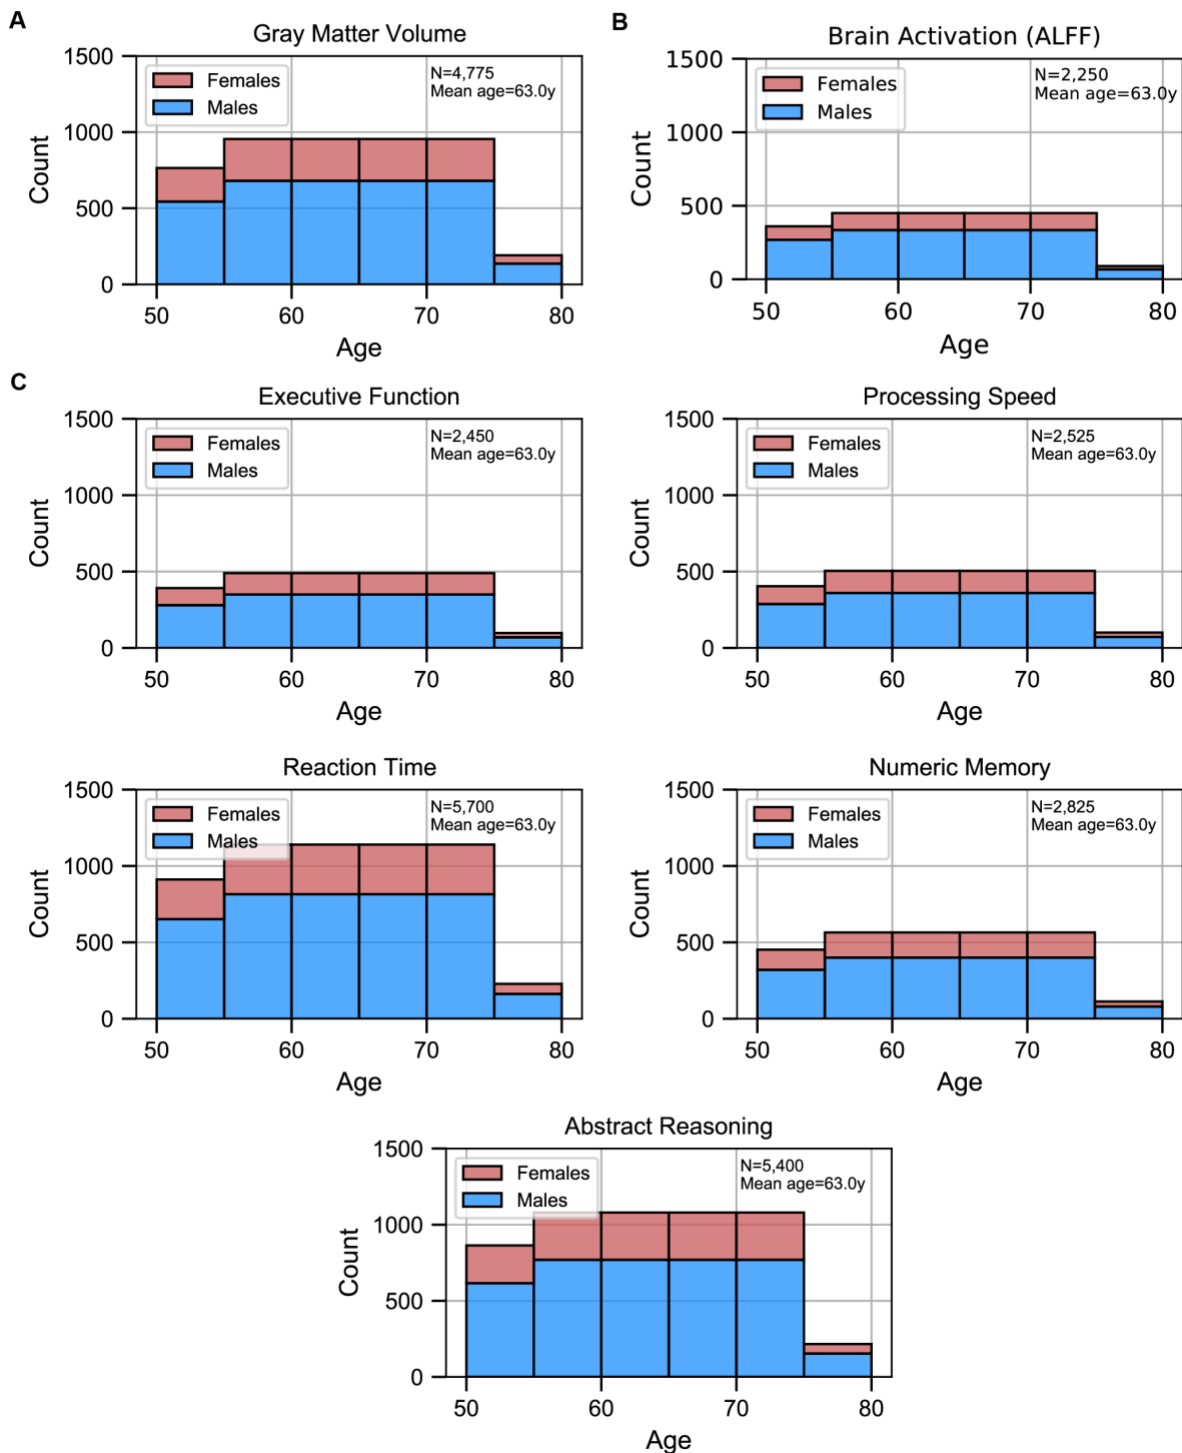 A
Gray Matter Volume
1500
1000
500
0
Count
Females
Males
N=4,775
Mean age=63.0y
50 60 70 80
Age
B
Brain Activation (ALFF)
1500
1000
500
0
Count
Females
Males
N=2,250
Mean age=63.0y
50 60 70 80
Age
C
Executive Function
1500
1000
500
0
Count
Females
Males
N=2,450
Mean age=63.0y
50 60 70 80
Age
Processing Speed
1500
1000
500
0
Count
Females
Males
N=2,525
Mean age=63.0y
50 60 70 80
Age
Reaction Time
1500
1000
500
0
Count
Females
Males
N=5,700
Mean age=63.0y
50 60 70 80
Age
Numeric Memory
1500
1000
500
0
Count
Females
Males
N=2,825
Mean age=63.0y
50 60 70 80
Age
Abstract Reasoning
1500
1000
500
0
Count
Females
Males
N=5,400
Mean age=63.0y
50 60 70 80
Age